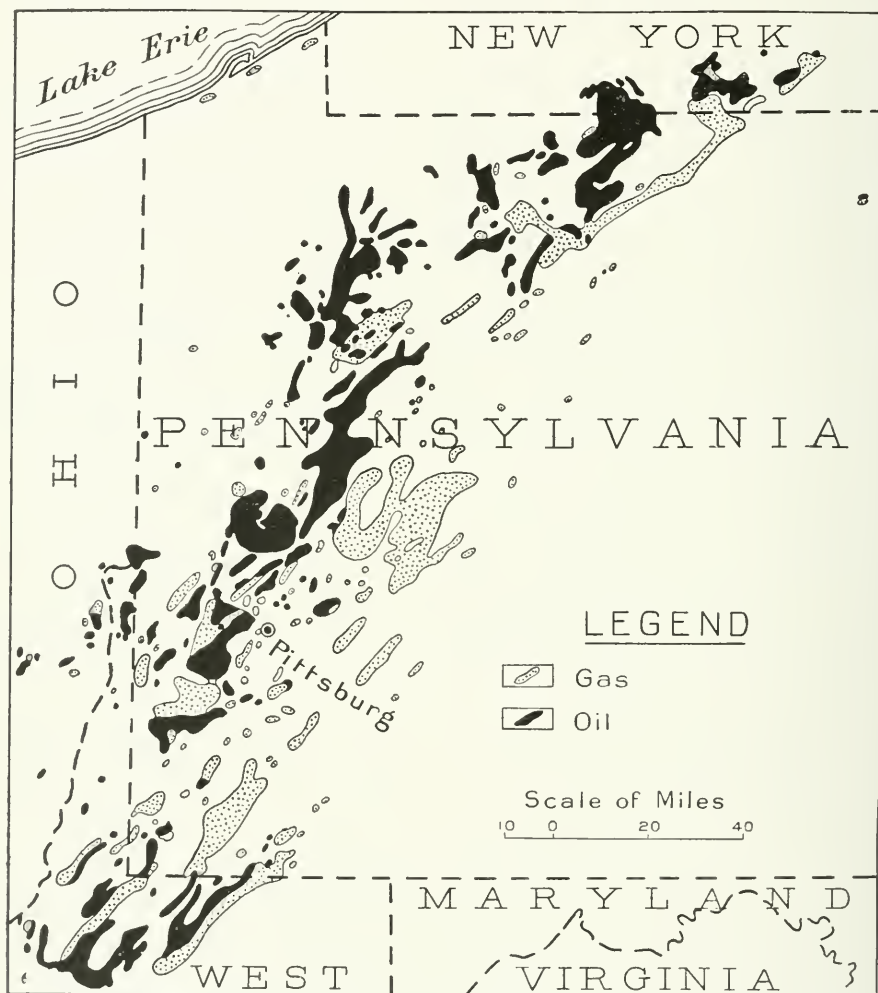 NEW YORK
Lake Erie
OHIO
PENNSYLVANIA
Pittsburg
LEGEND
Gas
Oil
Scale of Miles
10 0 20 40
MARYLAND
WEST VIRGINIA